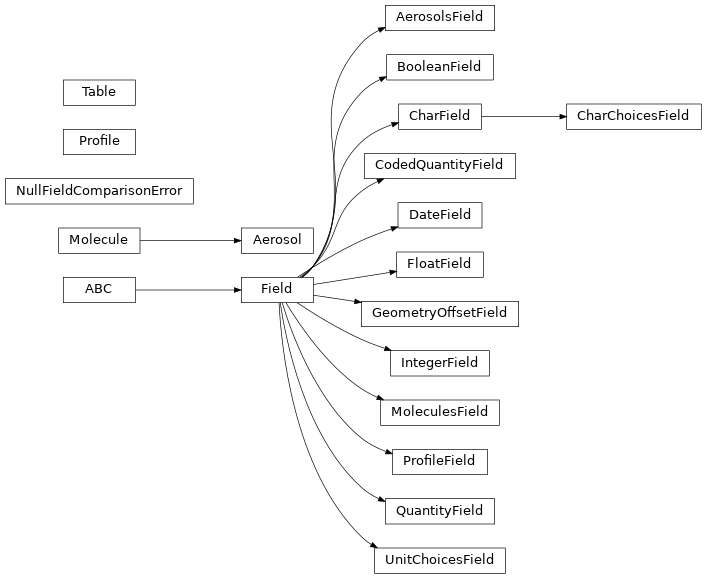 AerosolsField
BooleanField
Table
CharField
CharChoicesField
Profile
CodedQuantityField
NullFieldComparisonError
DateField
Molecule
Aerosol
FloatField
ABC
Field
GeometryOffsetField
IntegerField
MoleculesField
ProfileField
QuantityField
UnitChoicesField